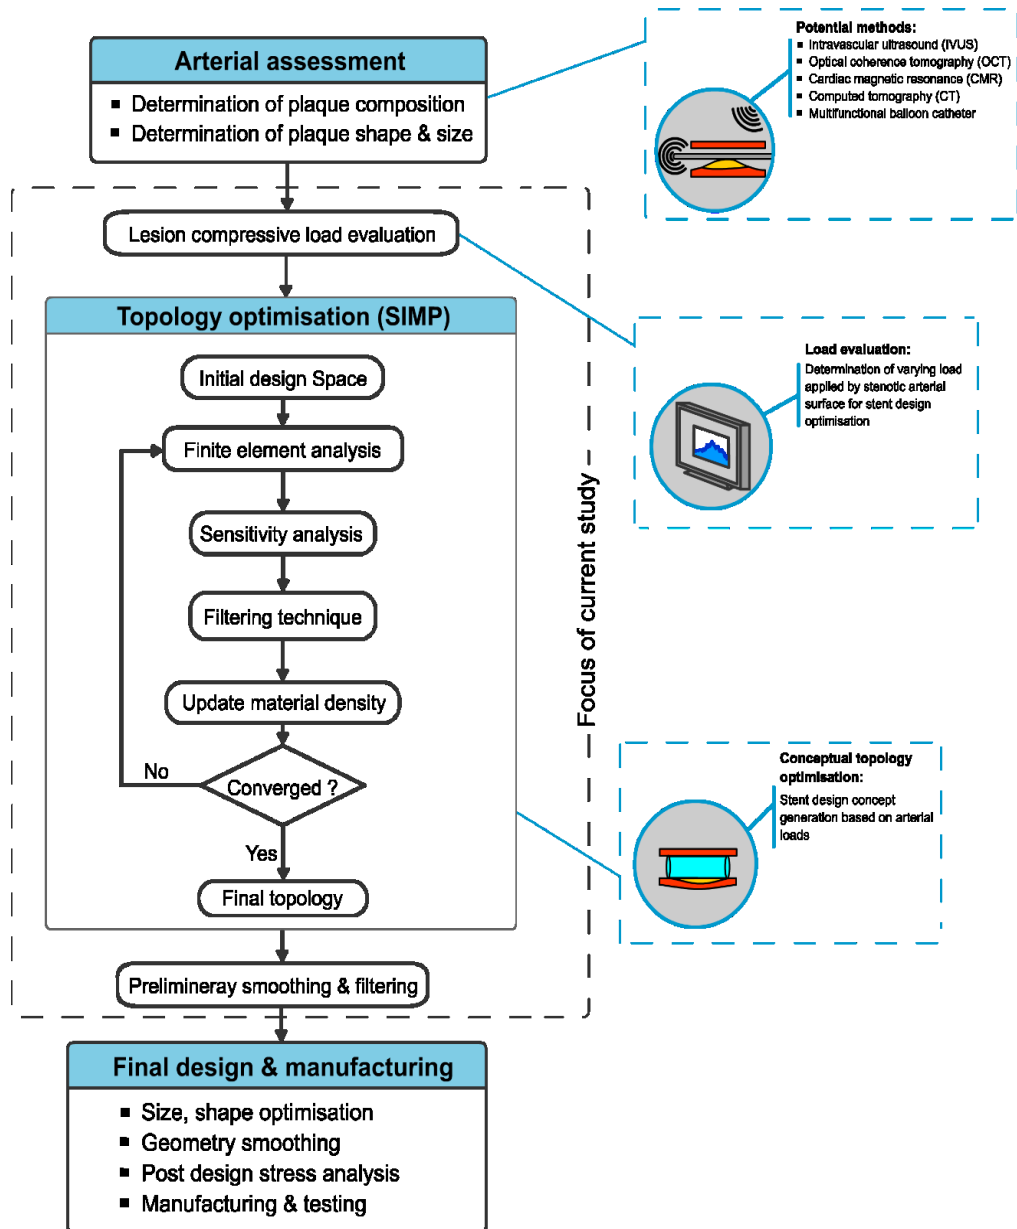 Arterial assessment
▪ Determination of plaque composition
▪ Determination of plaque shape & size
Potential methods:
▪ Intravascular ultrasound (IVUS)
▪ Optical coherence tomography (OCT)
▪ Cardiac magnetic resonance (CMR)
▪ Computed tomography (CT)
▪ Multifunctional balloon catheter
Lesion compressive load evaluation
Topology optimisation (SIMP)
Initial design Space
Finite element analysis
Sensitivity analysis
Filtering technique
Update material density
Converged ?
No
Yes
Final topology
Focus of current study
Load evaluation:
Determination of varying load
applied by stenotic arterial
surface for stent design
optimisation
Conceptual topology
optimisation:
Stent design concept
generation based on arterial
loads
Prelimineray smoothing & filtering
Final design & manufacturing
▪ Size, shape optimisation
▪ Geometry smoothing
▪ Post design stress analysis
▪ Manufacturing & testing